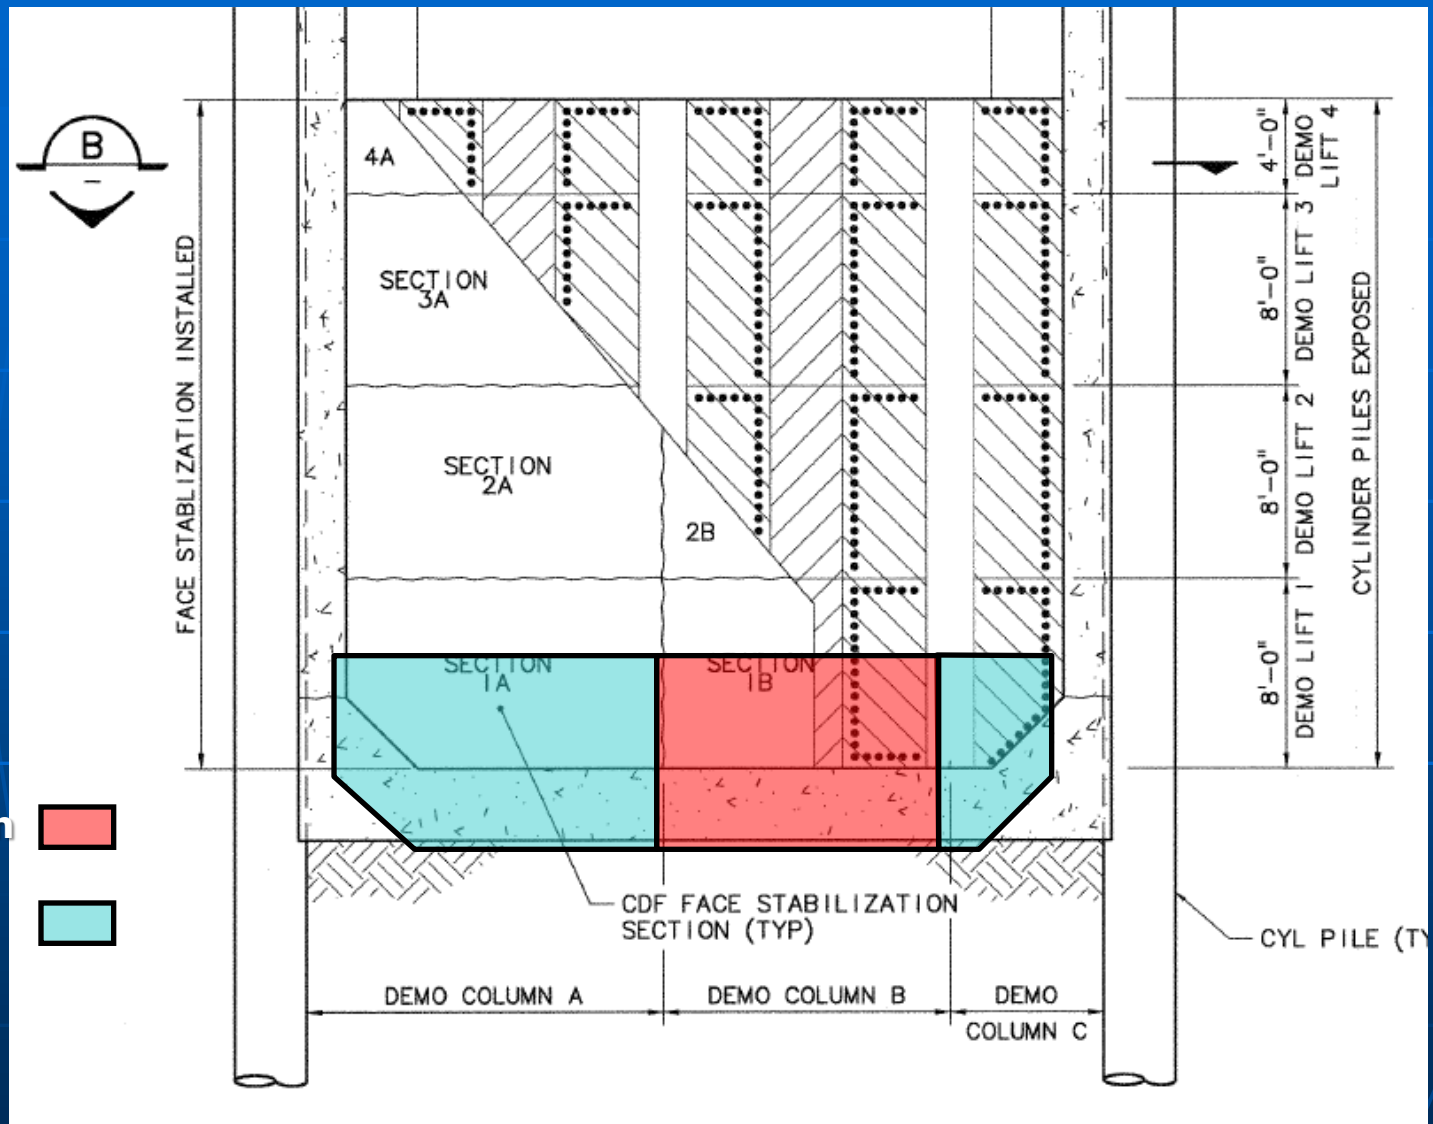 B
4A
SECTION
3A
SECTION
2A
2B
SECTION
1A
SECTION
1B
FACE STABLIZATION INSTALLED
4'-0"
DEMO
LIFT 4
8'-0"
DEMO LIFT 3
8'-0"
DEMO LIFT 2
8'-0"
DEMO LIFT 1
CYLINDER PILES EXPOSED
CDF FACE STABILIZATION
SECTION (TYP)
CYL PILE (TY
DEMO COLUMN A
DEMO COLUMN B
DEMO
COLUMN C